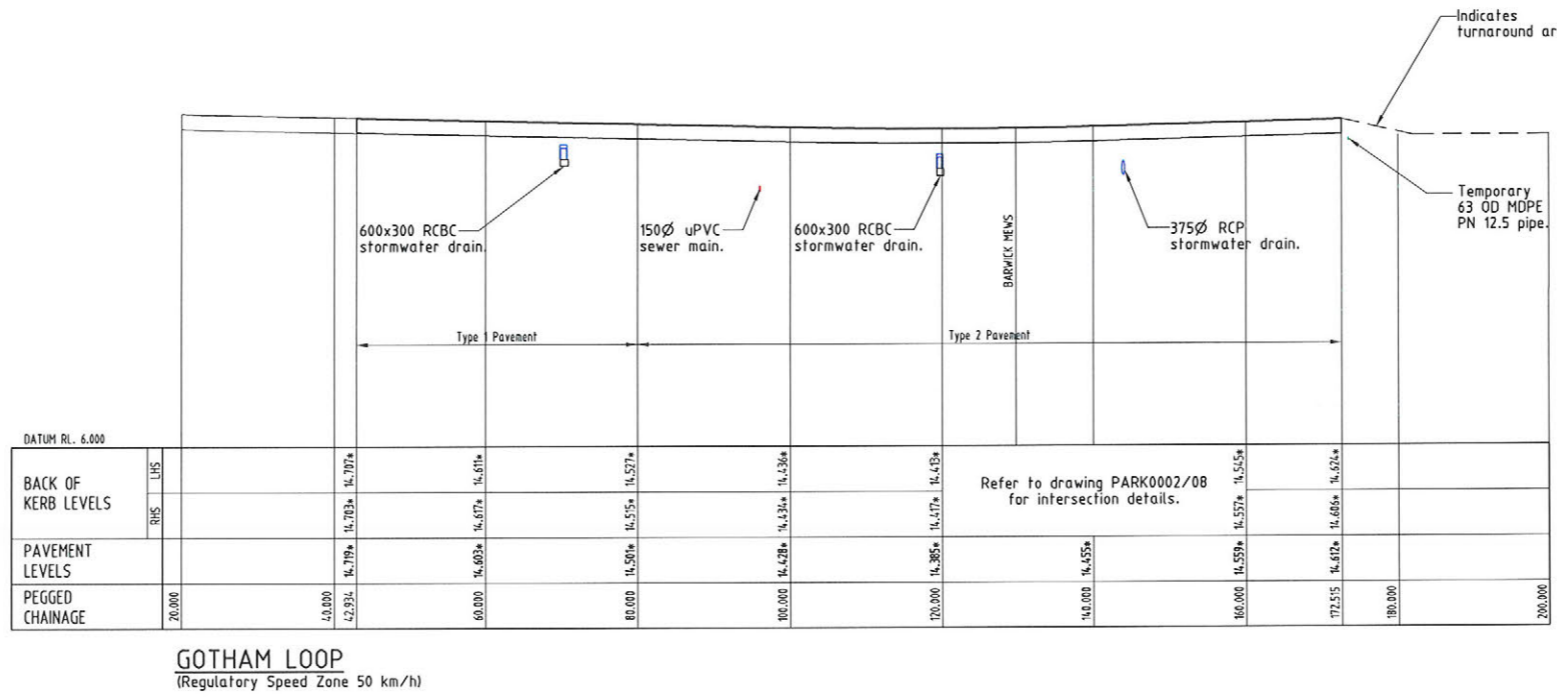 Indicates
turnaround ar
Temporary
63 OD MDPE
PN 12.5 pipe.
600x300 RCBC
stormwater drain.
150Ø uPVC
sewer main.
600x300 RCBC
stormwater drain.
BARWICK MEWS
375Ø RCP
stormwater drain.
Type 1 Pavement
Type 2 Pavement
DATUM RL. 6.000
BACK OF
KERB LEVELS
LHS
14.707* 14.611* 14.527* 14.436* 14.413* 14.545* 14.624*
RHS
14.703* 14.617* 14.515* 14.434* 14.417* 14.557* 14.606*
Refer to drawing PARK0002/08
for intersection details.
PAVEMENT
LEVELS
14.719* 14.603* 14.501* 14.428* 14.385* 14.455* 14.559* 14.612*
PEGGED
CHAINAGE
20.000 40.000 42.934 60.000 80.000 100.000 120.000 140.000 160.000 172.515 180.000 200.000
GOTHAM LOOP
(Regulatory Speed Zone 50 km/h)